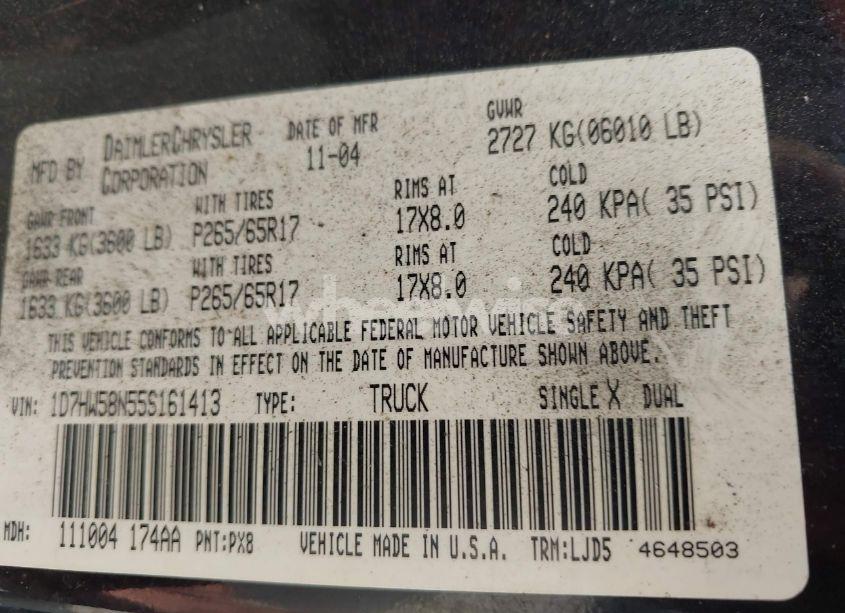 MFD BY DAIMLERCHRYSLER CORPORATION DATE OF MFR 11-04 GVWR 2727 KG(06010 LB)
GAWR FRONT WITH TIRES RIMS AT COLD
1633 KG(3600 LB) P265/65R17 17X8.0 240 KPA( 35 PSI)
GAWR REAR WITH TIRES RIMS AT COLD
1633 KG(3600 LB) P265/65R17 17X8.0 240 KPA( 35 PSI)
THIS VEHICLE CONFORMS TO ALL APPLICABLE FEDERAL MOTOR VEHICLE SAFETY AND THEFT
PREVENTION STANDARDS IN EFFECT ON THE DATE OF MANUFACTURE SHOWN ABOVE.
VIN: 1D7HW58N55S161413 TYPE: TRUCK SINGLE X DUAL
MDH: 111004 174AA PNT:PX8 VEHICLE MADE IN U.S.A. TRM:LJD5 4648503